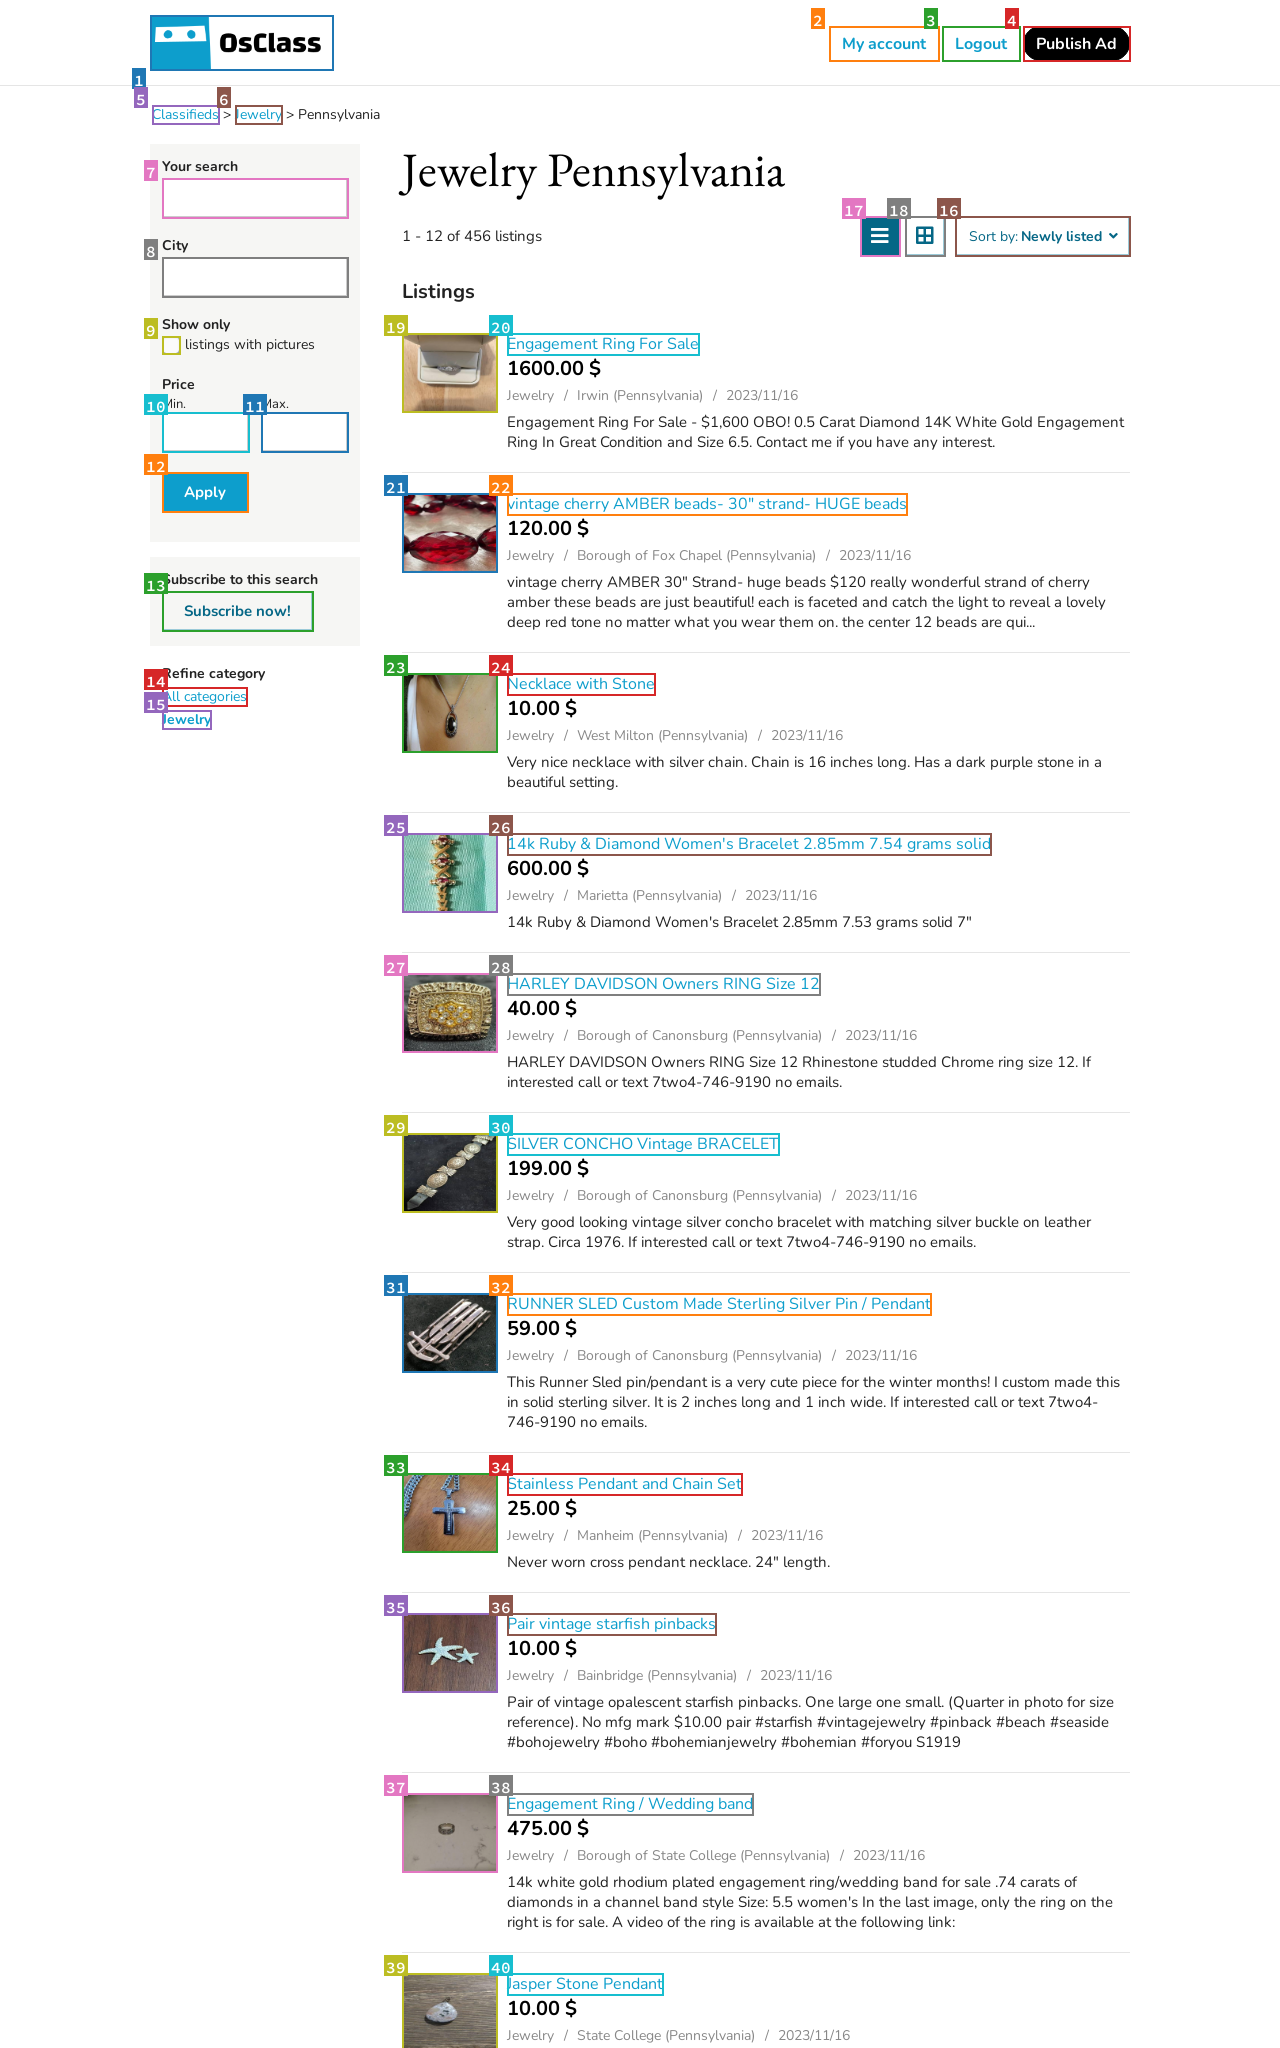 OsClass
2
My account
3
Logout
4
Publish Ad
1
5
Classifieds > Jewelry > Pennsylvania
6
7
Your search
8
City
9
Show only
listings with pictures
Price
10
Min.
11
Max.
12
Apply
13
Subscribe to this search
Subscribe now!
Refine category
14
All categories
15
Jewelry
Jewelry Pennsylvania
1 - 12 of 456 listings
17
18
16
Sort by: Newly listed
Listings
19
20
Engagement Ring For Sale
1600.00 $
Jewelry / Irwin (Pennsylvania) / 2023/11/16
Engagement Ring For Sale - $1,600 OBO! 0.5 Carat Diamond 14K White Gold Engagement
Ring In Great Condition and Size 6.5. Contact me if you have any interest.
21
22
vintage cherry AMBER beads- 30" strand- HUGE beads
120.00 $
Jewelry / Borough of Fox Chapel (Pennsylvania) / 2023/11/16
vintage cherry AMBER 30" Strand- huge beads $120 really wonderful strand of cherry
amber these beads are just beautiful! each is faceted and catch the light to reveal a lovely
deep red tone no matter what you wear them on. the center 12 beads are qui...
23
24
Necklace with Stone
10.00 $
Jewelry / West Milton (Pennsylvania) / 2023/11/16
Very nice necklace with silver chain. Chain is 16 inches long. Has a dark purple stone in a
beautiful setting.
25
26
14k Ruby & Diamond Women's Bracelet 2.85mm 7.54 grams solid
600.00 $
Jewelry / Marietta (Pennsylvania) / 2023/11/16
14k Ruby & Diamond Women's Bracelet 2.85mm 7.53 grams solid 7"
27
28
HARLEY DAVIDSON Owners RING Size 12
40.00 $
Jewelry / Borough of Canonsburg (Pennsylvania) / 2023/11/16
HARLEY DAVIDSON Owners RING Size 12 Rhinestone studded Chrome ring size 12. If
interested call or text 7two4-746-9190 no emails.
29
30
SILVER CONCHO Vintage BRACELET
199.00 $
Jewelry / Borough of Canonsburg (Pennsylvania) / 2023/11/16
Very good looking vintage silver concho bracelet with matching silver buckle on leather
strap. Circa 1976. If interested call or text 7two4-746-9190 no emails.
31
32
RUNNER SLED Custom Made Sterling Silver Pin / Pendant
59.00 $
Jewelry / Borough of Canonsburg (Pennsylvania) / 2023/11/16
This Runner Sled pin/pendant is a very cute piece for the winter months! I custom made this
in solid sterling silver. It is 2 inches long and 1 inch wide. If interested call or text 7two4-
746-9190 no emails.
33
34
Stainless Pendant and Chain Set
25.00 $
Jewelry / Manheim (Pennsylvania) / 2023/11/16
Never worn cross pendant necklace. 24" length.
35
36
Pair vintage starfish pinbacks
10.00 $
Jewelry / Bainbridge (Pennsylvania) / 2023/11/16
Pair of vintage opalescent starfish pinbacks. One large one small. (Quarter in photo for size
reference). No mfg mark $10.00 pair #starfish #vintagejewelry #pinback #beach #seaside
#bohojewelry #boho #bohemianjewelry #bohemian #foryou S1919
37
38
Engagement Ring / Wedding band
475.00 $
Jewelry / Borough of State College (Pennsylvania) / 2023/11/16
14k white gold rhodium plated engagement ring/wedding band for sale .74 carats of
diamonds in a channel band style Size: 5.5 women's In the last image, only the ring on the
right is for sale. A video of the ring is available at the following link:
39
40
Jasper Stone Pendant
10.00 $
Jewelry / State College (Pennsylvania) / 2023/11/16